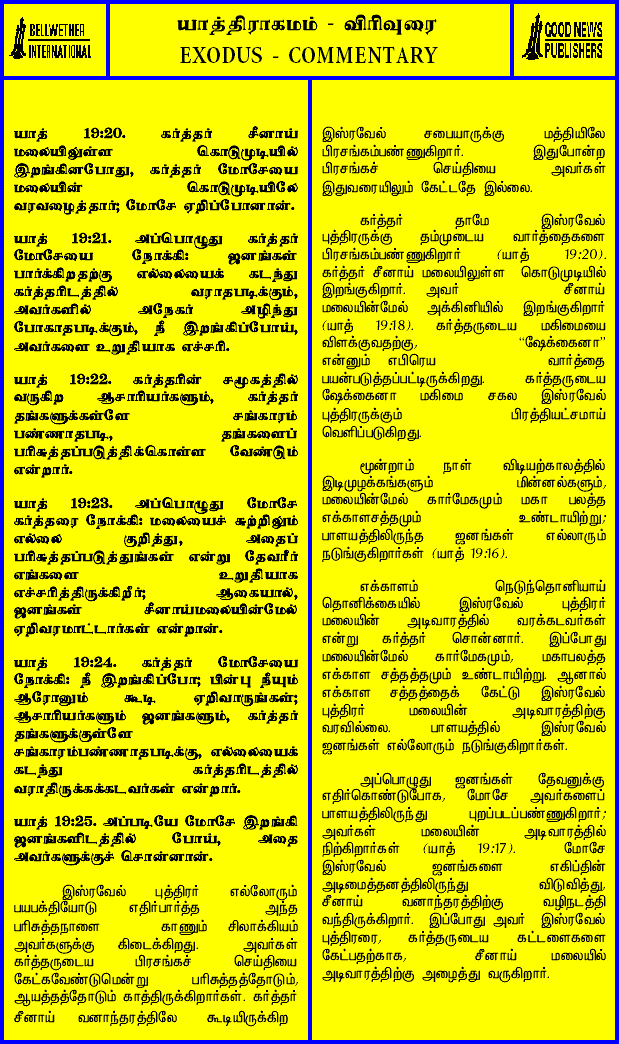 BELLWETHER
INTERNATIONAL
யாத்திராகமம் - விரிவுரை
EXODUS - COMMENTARY
GOOD NEWS
PUBLISHERS
யாத் 19:20. கர்த்தர் சீனாய்
மலையிலுள்ள கொடுமுடியில்
இறங்கினபோது, கர்த்தர் மோசேயை
மலையின் கொடுமுடியிலே
வரவழைத்தார்; மோசே ஏறிப்போனான்.
யாத் 19:21. அப்பொழுது கர்த்தர்
மோசேயை நோக்கி: ஜனங்கள்
பார்க்கிறதற்கு எல்லையைக் கடந்து
கர்த்தரிடத்தில் வராதபடிக்கும்,
அவர்களில் அநேகர் அழிந்து
போகாதபடிக்கும், நீ இறங்கிப்போய்,
அவர்களை உறுதியாக எச்சரி.
யாத் 19:22. கர்த்தரின் சமூகத்தில்
வருகிற ஆசாரியர்களும், கர்த்தர்
தங்களுக்கள்ளே சங்காரம்
பண்ணாதபடி, தங்களைப்
பரிசுத்தப்படுத்திக்கொள்ள வேண்டும்
என்றார்.
யாத் 19:23. அப்பொழுது மோசே
கர்த்தரை நோக்கி: மலையைச் சுற்றிலும்
எல்லை குறித்து, அதைப்
பரிசுத்தப்படுத்துங்கள் என்று தேவரீர்
எங்களை உறுதியாக
எச்சரித்திருக்கிறீர்; ஆகையால்,
ஜனங்கள் சீனாய்மலையின்மேல்
ஏறிவரமாட்டார்கள் என்றான்.
யாத் 19:24. கர்த்தர் மோசேயை
நோக்கி: நீ இறங்கிப்போ; பின்பு நீயும்
ஆரோனும் கூடி ஏறிவாருங்கள்;
ஆசாரியர்களும் ஜனங்களும், கர்த்தர்
தங்களுக்குள்ளே
சங்காரம்பண்ணாதபடிக்கு, எல்லையைக்
கடந்து கர்த்தரிடத்தில்
வராதிருக்கக்கடவர்கள் என்றார்.
யாத் 19:25. அப்படியே மோசே இறங்கி
ஜனங்களிடத்தில் போய், அதை
அவர்களுக்குச் சொன்னான்.
இஸ்ரவேல் புத்திரர் எல்லோரும்
பயபக்தியோடு எதிர்பார்த்த அந்த
பரிசுத்தநாளை காணும் சிலாக்கியம்
அவர்களுக்கு கிடைக்கிறது. அவர்கள்
கர்த்தருடைய பிரசங்கச் செய்தியை
கேட்கவேண்டுமென்று பரிசுத்தத்தோடும்,
ஆயத்தத்தோடும் காத்திருக்கிறார்கள். கர்த்தர்
சீனாய் வனாந்தரத்திலே கூடியிருக்கிற
இஸ்ரவேல் சபையாருக்கு மத்தியிலே
பிரசங்கம்பண்ணுகிறார். இதுபோன்ற
பிரசங்கச் செய்தியை அவர்கள்
இதுவரையிலும் கேட்டதே இல்லை.
கர்த்தர் தாமே இஸ்ரவேல்
புத்திரருக்கு தம்முடைய வார்த்தைகளை
பிரசங்கம்பண்ணுகிறார் (யாத் 19:20).
கர்த்தர் சீனாய் மலையிலுள்ள கொடுமுடியில்
இறங்குகிறார். அவர் சீனாய்
மலையின்மேல் அக்கினியில் இறங்குகிறார்
(யாத் 19:18). கர்த்தருடைய மகிமையை
விளக்குவதற்கு, “ஷேக்கைனா”
என்னும் எபிரெய வார்த்தை
பயன்படுத்தப்பட்டிருக்கிறது. கர்த்தருடைய
ஷேக்கைனா மகிமை சகல இஸ்ரவேல்
புத்திரருக்கும் பிரத்தியட்சமாய்
வெளிப்படுகிறது.
மூன்றாம் நாள் விடியற்காலத்தில்
இடிமுழக்கங்களும் மின்னல்களும்,
மலையின்மேல் கார்மேகமும் மகா பலத்த
எக்காளசத்தமும் உண்டாயிற்று;
பாளயத்திலிருந்த ஜனங்கள் எல்லாரும்
நடுங்குகிறார்கள் (யாத் 19:16).
எக்காளம் நெடுந்தொனியாய்
தொனிக்கையில் இஸ்ரவேல் புத்திரர்
மலையின் அடிவாரத்தில் வரக்கடவர்கள்
என்று கர்த்தர் சொன்னார். இப்போது
மலையின்மேல் கார்மேகமும், மகாபலத்த
எக்காள சத்தத்தமும் உண்டாயிற்று. ஆனால்
எக்காள சத்தத்தைக் கேட்டு இஸ்ரவேல்
புத்திரர் மலையின் அடிவாரத்திற்கு
வரவில்லை. பாளயத்தில் இஸ்ரவேல்
ஜனங்கள் எல்லோரும் நடுங்குகிறார்கள்.
அப்பொழுது ஜனங்கள் தேவனுக்கு
எதிர்கொண்டுபோக, மோசே அவர்களைப்
பாளயத்திலிருந்து புறப்படப்பண்ணுகிறார்;
அவர்கள் மலையின் அடிவாரத்தில்
நிற்கிறார்கள் (யாத் 19:17). மோசே
இஸ்ரவேல் ஜனங்களை எகிப்தின்
அடிமைத்தனத்திலிருந்து விடுவித்து,
சீனாய் வனாந்தரத்திற்கு வழிநடத்தி
வந்திருக்கிறார். இப்போது அவர் இஸ்ரவேல்
புத்திரரை, கர்த்தருடைய கட்டளைகளை
கேட்பதற்காக, சீனாய் மலையில்
அடிவாரத்திற்கு அழைத்து வருகிறார்.